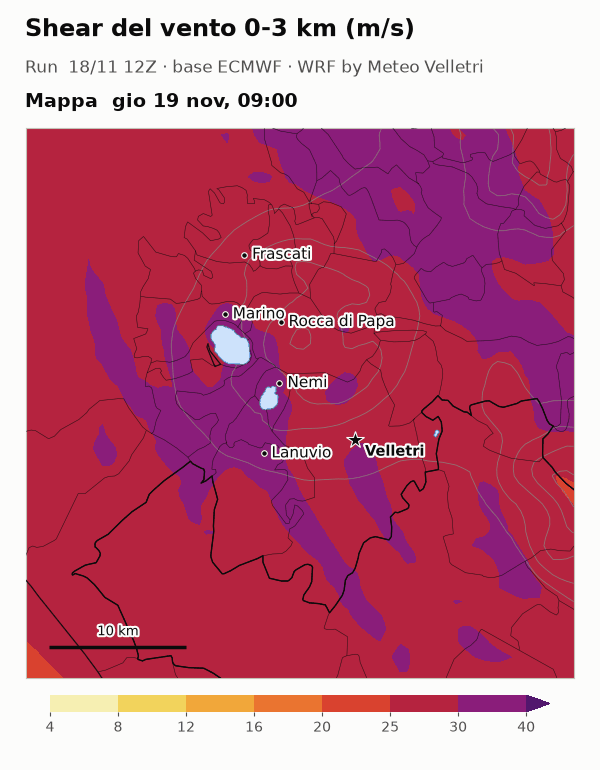 Shear del vento 0-3 km (m/s)
Run 18/11 12Z · base ECMWF · WRF by Meteo Velletri
Mappa gio 19 nov, 09:00
Frascati
Marino
Rocca di Papa
Nemi
Velletri
Lanuvio
10 km
4 8 12 16 20 25 30 40